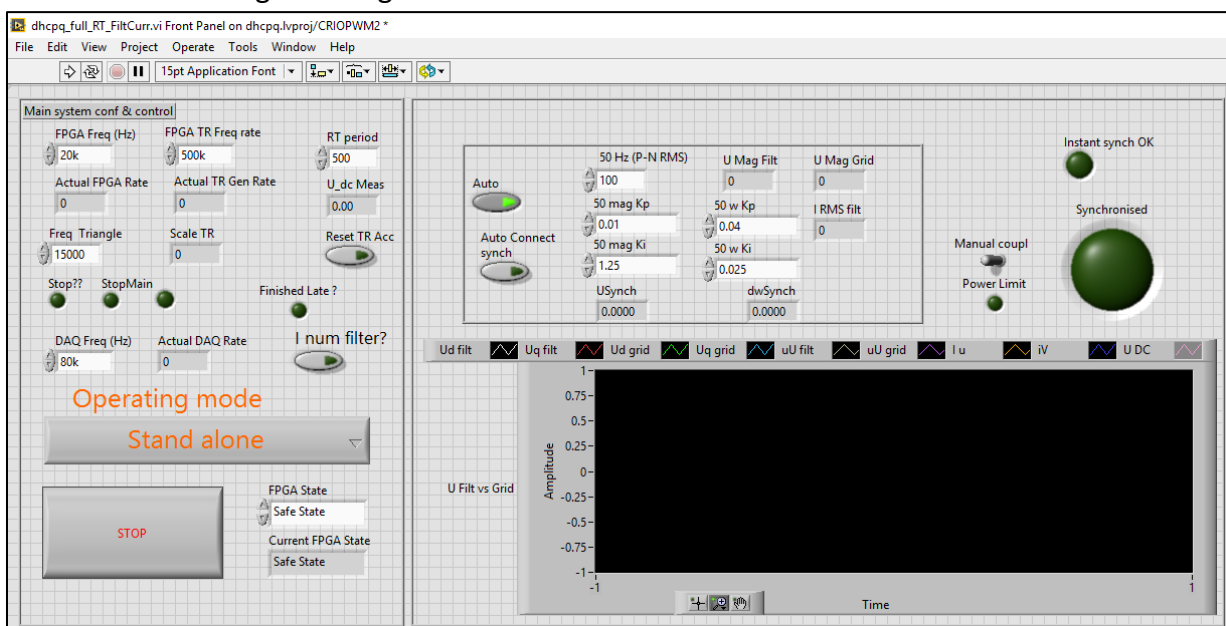 dhcpq_full_RT_FiltCurr.vi Front Panel on dhcpq.lvproj/CRIOPWM2 *
File Edit View Project Operate Tools Window Help
15pt Application Font
Main system conf & control
FPGA Freq (Hz) FPGA TR Freq rate RT period
20k 500k 500
Actual FPGA Rate Actual TR Gen Rate U_dc Meas
0 0 0.00
Freq Triangle Scale TR Reset TR Acc
15000 0
Stop?? StopMain Finished Late ?
DAQ Freq (Hz) Actual DAQ Rate I num filter?
80k 0
Operating mode
Stand alone
STOP
FPGA State
Safe State
Current FPGA State
Safe State
Auto
Auto Connect
synch
50 Hz (P-N RMS) U Mag Filt U Mag Grid
100 0 0
50 mag Kp 50 w Kp I RMS filt
0.01 0.04 0
50 mag Ki 50 w Ki
1.25 0.025
USynch dwSynch
0.0000 0.0000
Instant synch OK
Synchronised
Manual coupl
Power Limit
Ud filt Uq filt Ud grid Uq grid uU filt uU grid I u iV U DC
U Filt vs Grid
Amplitude
1
0.75
0.5
0.25
0
-0.25
-0.5
-0.75
-1
-1 1
Time